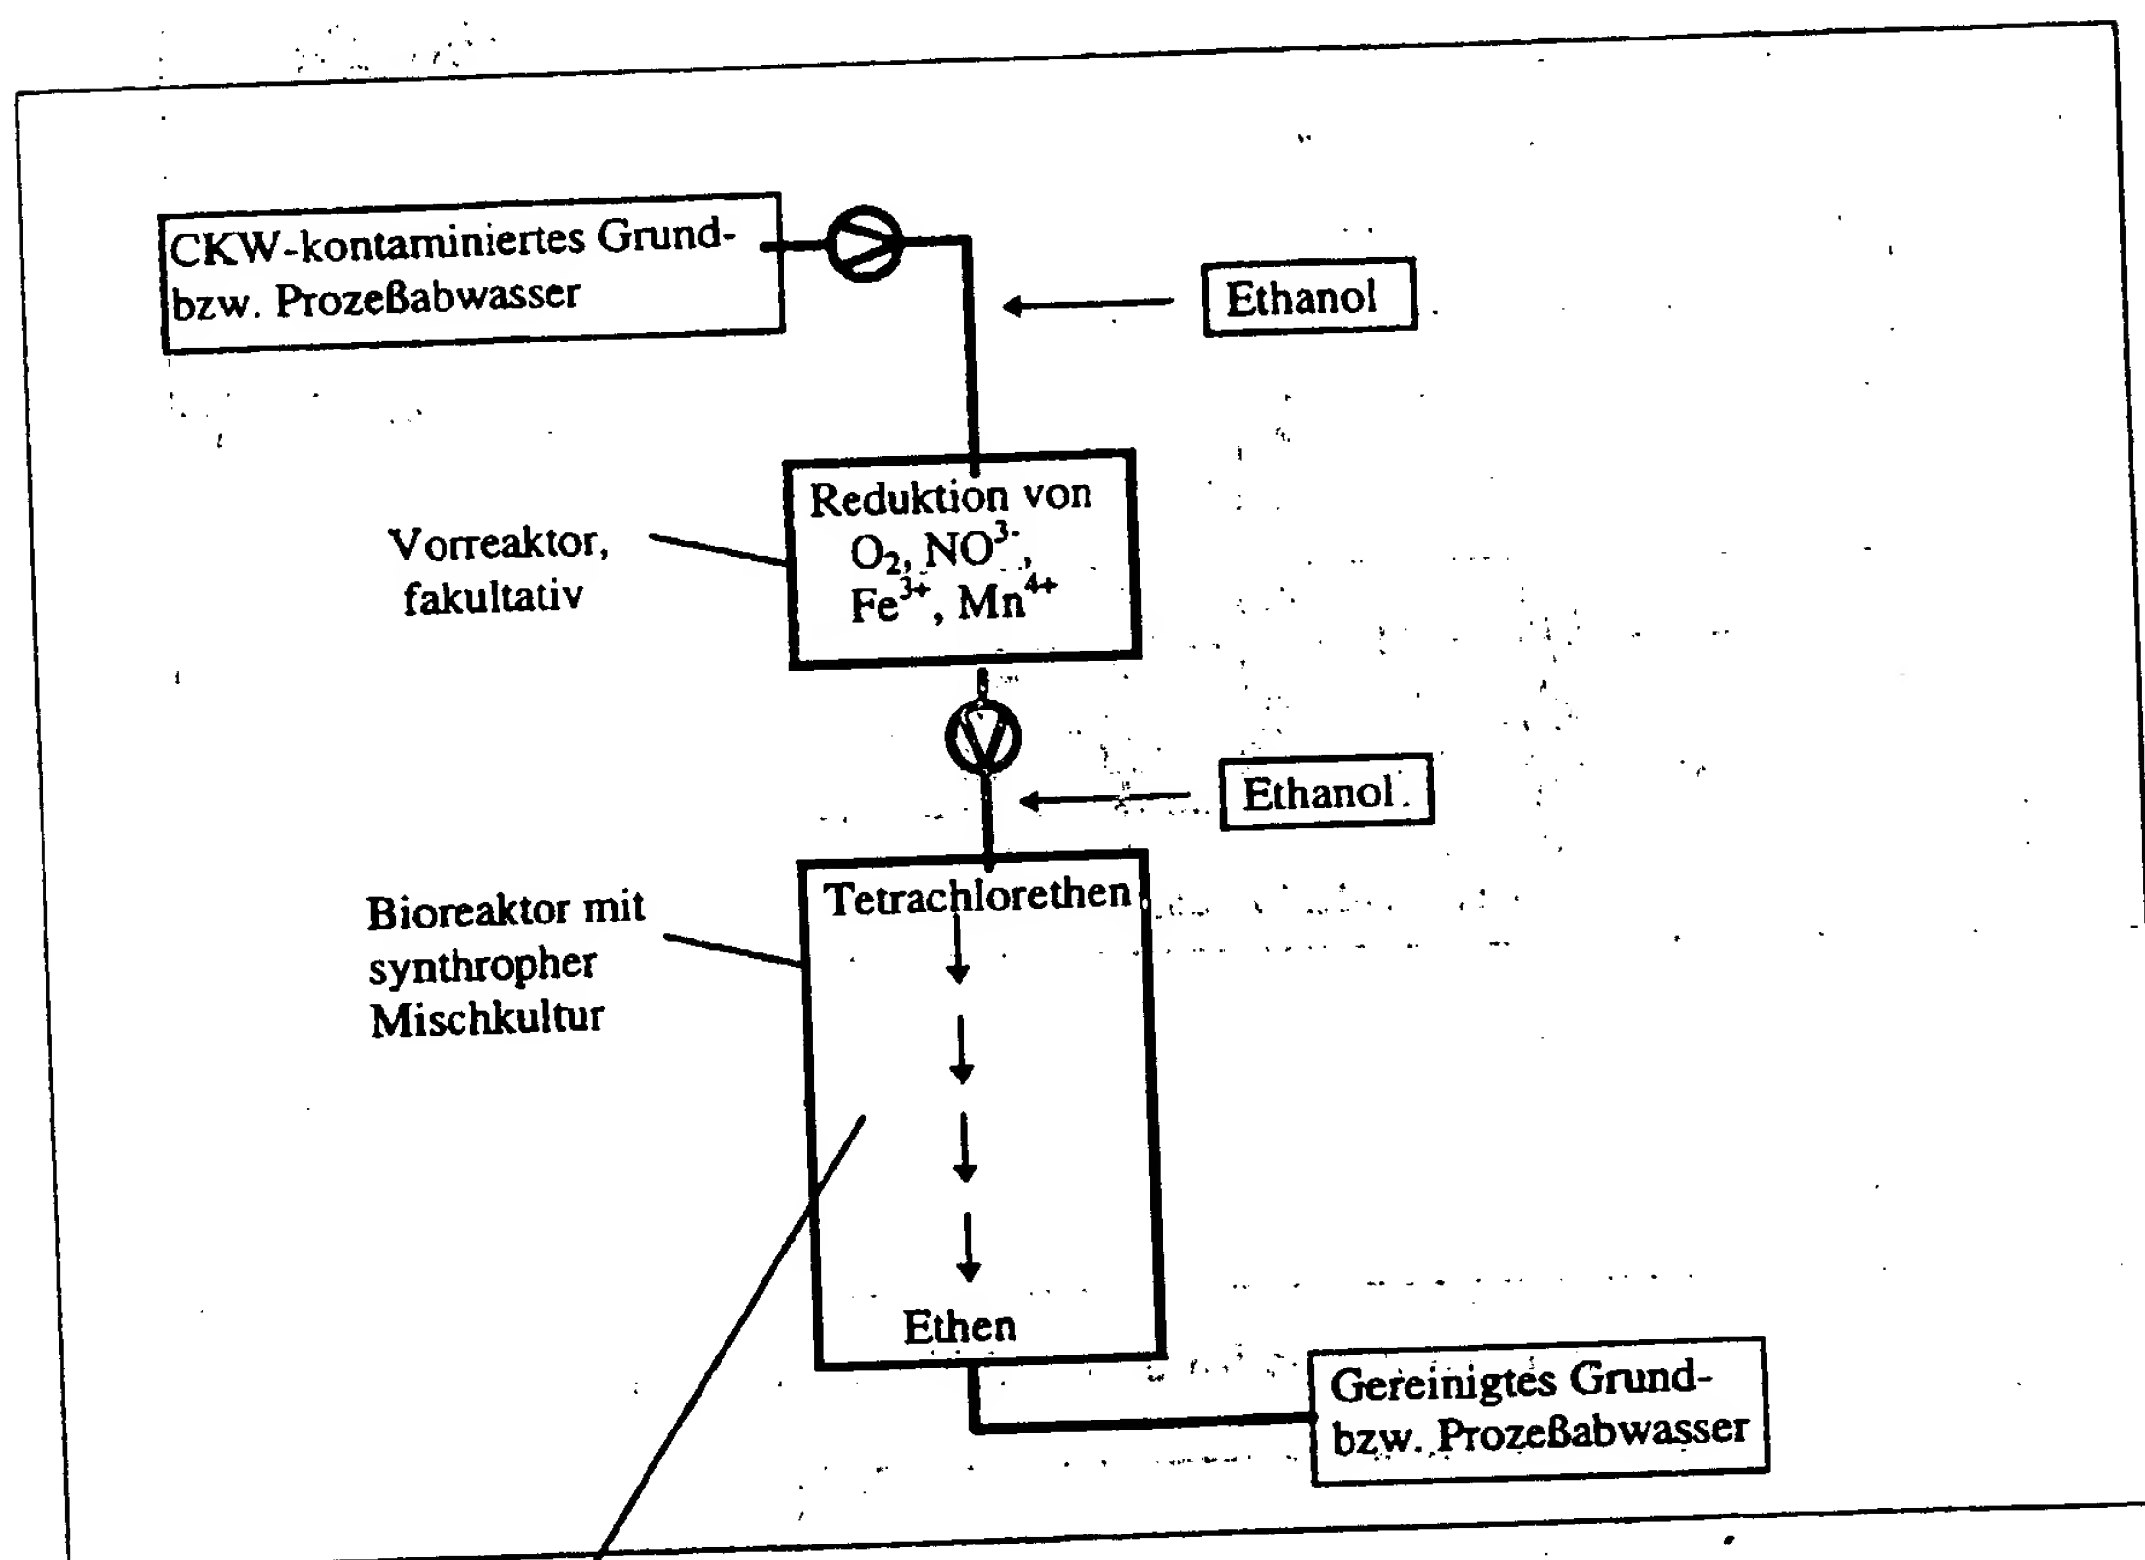 CKW-kontaminiertes Grund-
bzw. Prozeßabwasser
Ethanol
Reduktion von
O₂, NO³⁻,
Fe³⁺, Mn⁴⁺
Vorreaktor,
fakultativ
Ethanol
Tetrachlorethen
Bioreaktor mit
synthropher
Mischkultur
Ethen
Gereinigtes Grund-
bzw. Prozeßabwasser